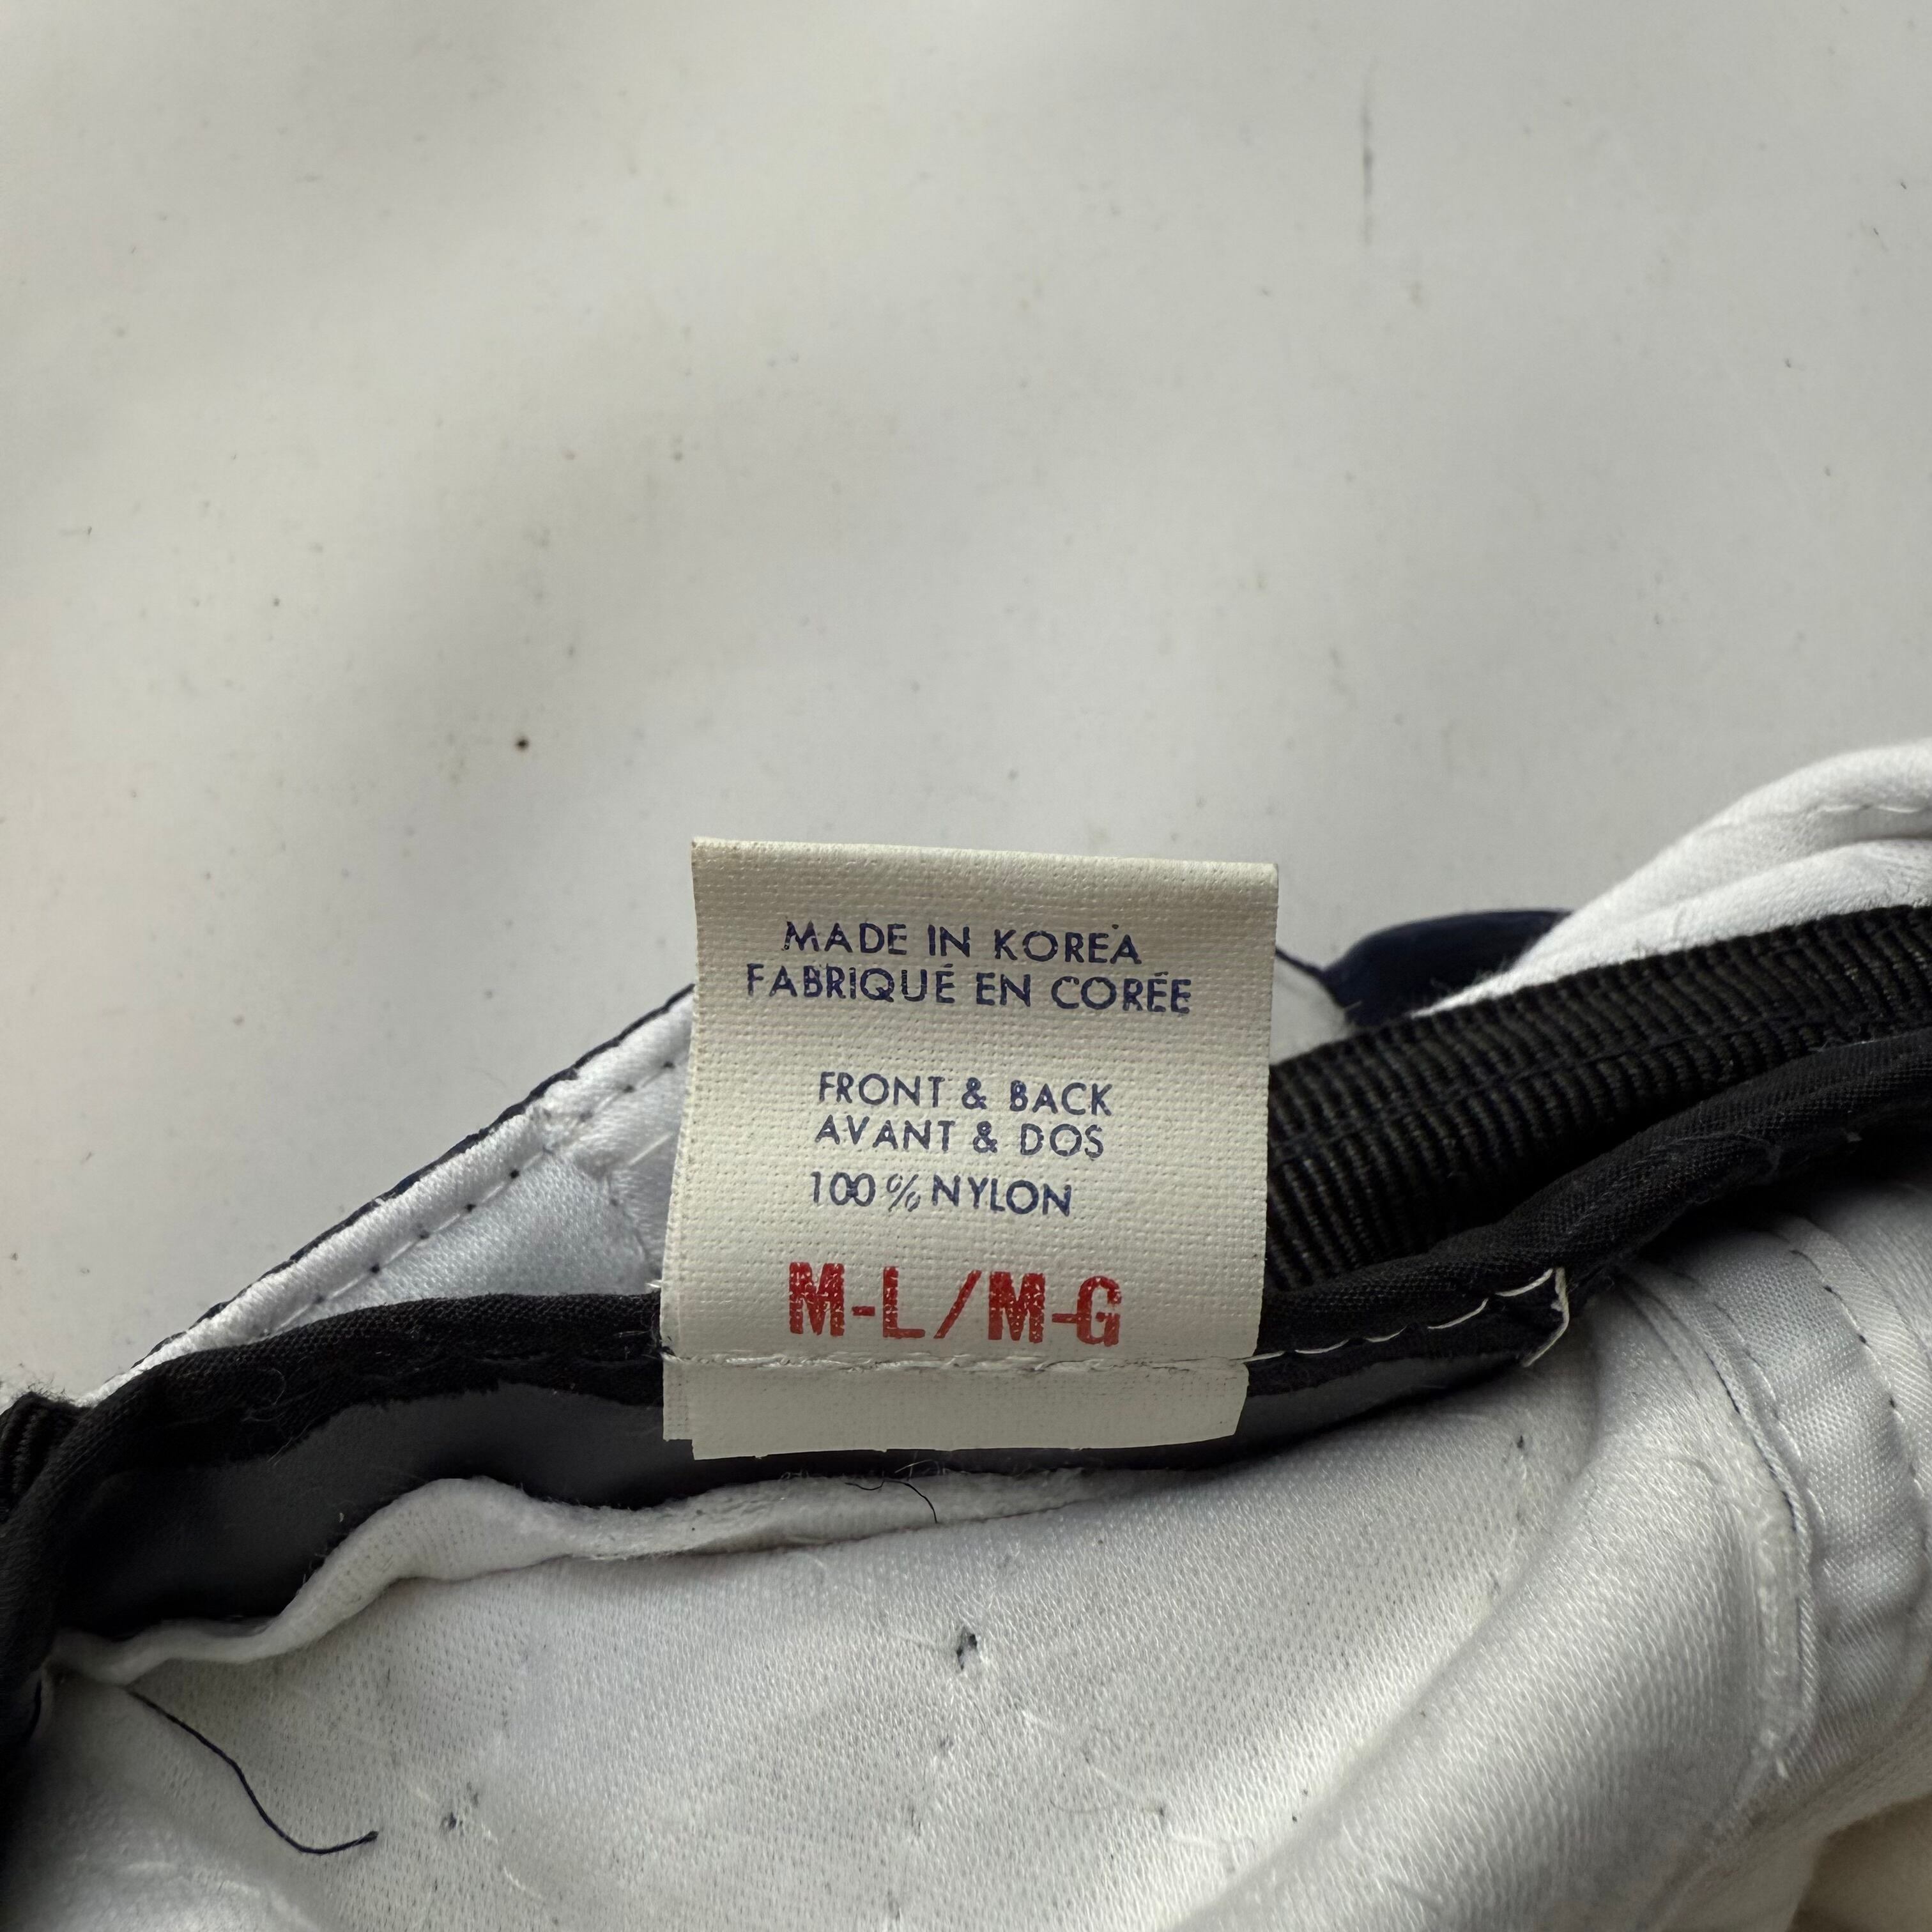 MADE IN KOREA
FABRIQUÉ EN CORÉE
FRONT & BACK
AVANT & DOS
100% NYLON
M-L/M-G